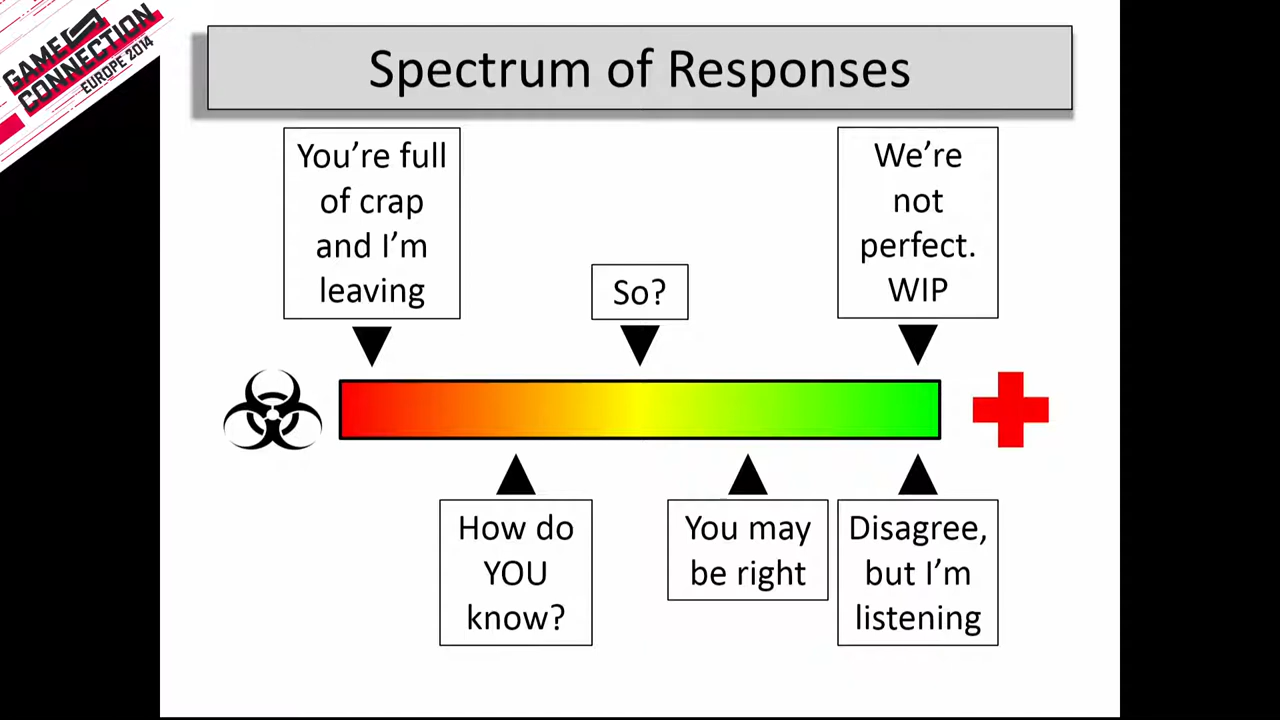 GAME
CONNECTION
EUROPE 2014
Spectrum of Responses
You’re full
of crap
and I’m
leaving
So?
We’re
not
perfect.
WIP
How do
YOU
know?
You may
be right
Disagree,
but I’m
listening